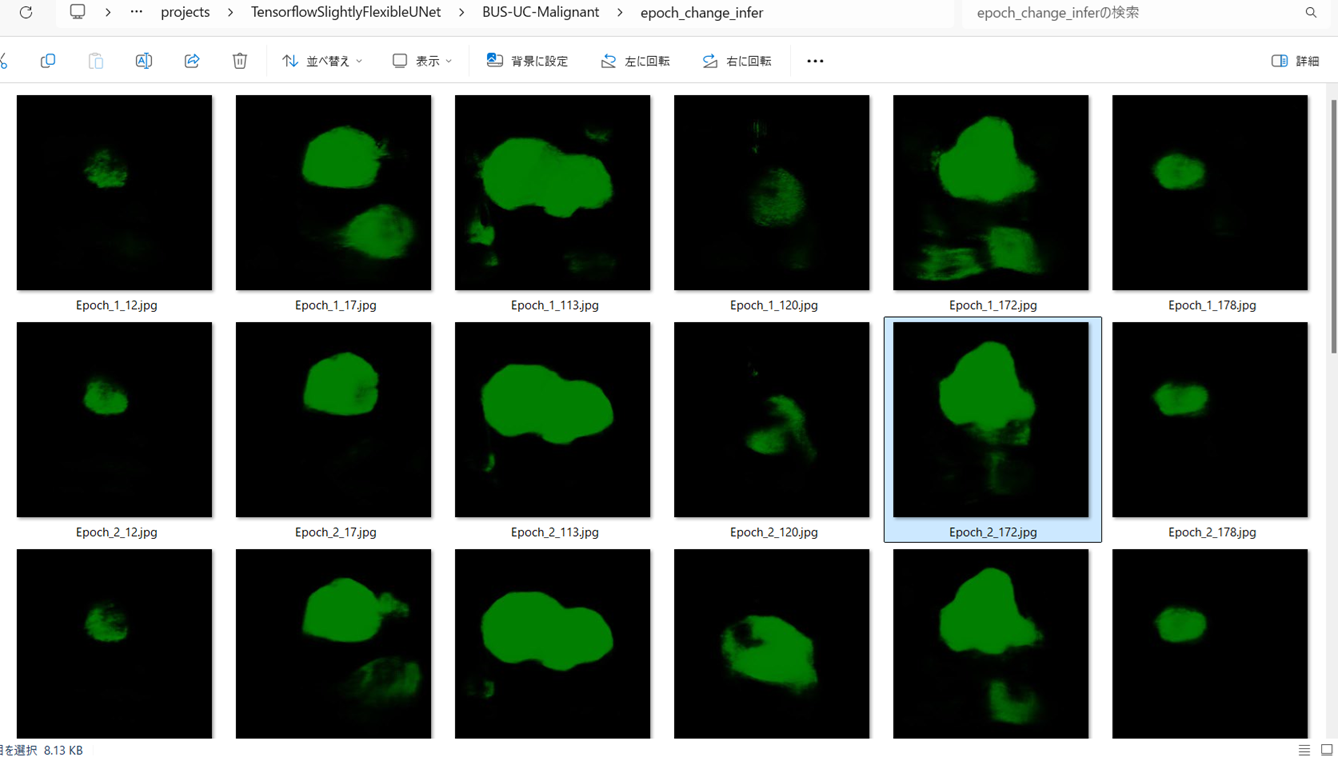 projects > TensorflowSlightlyFlexibleUNet > BUS-UC-Malignant > epoch_change_infer epoch_change_inferの検索
並べ替え 表示 背景に設定 左に回転 右に回転 詳細
Epoch_1_12.jpg Epoch_1_17.jpg Epoch_1_113.jpg Epoch_1_120.jpg Epoch_1_172.jpg Epoch_1_178.jpg
Epoch_2_12.jpg Epoch_2_17.jpg Epoch_2_113.jpg Epoch_2_120.jpg Epoch_2_172.jpg Epoch_2_178.jpg
を選択 8.13 KB